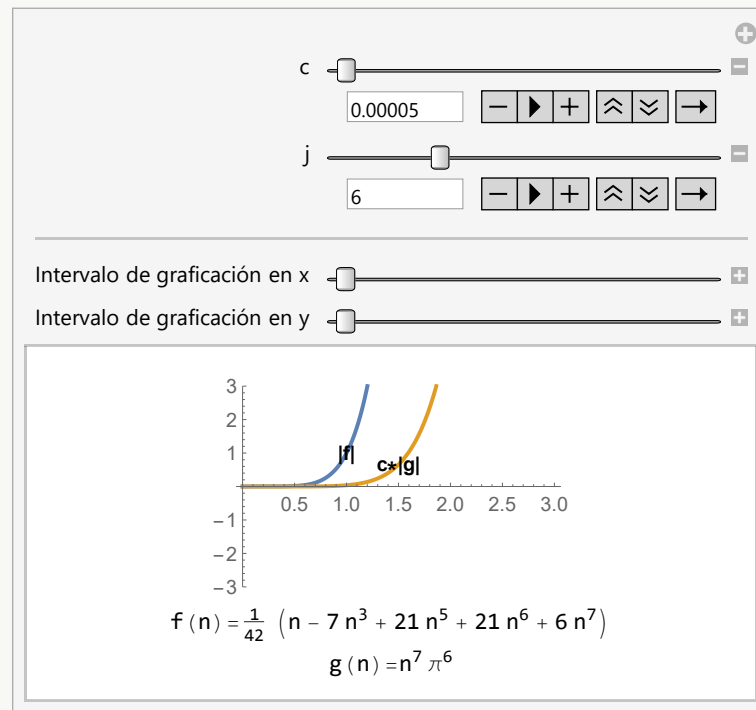 c
0.00005
j
6
Intervalo de graficación en x
Intervalo de graficación en y
3
2
1
|f|
c*|g|
0.5 1.0 1.5 2.0 2.5 3.0
−1
−2
−3
f(n)=1/42 (n − 7 n^3 + 21 n^5 + 21 n^6 + 6 n^7)
g(n)=n^7 π^6